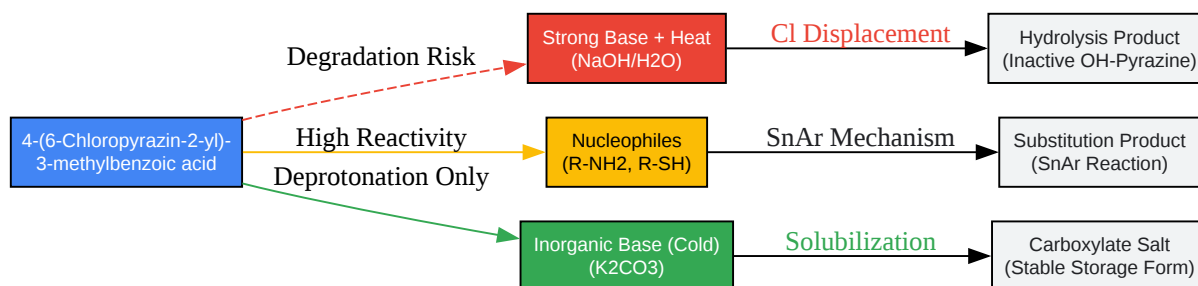 Degradation Risk
Strong Base + Heat
(NaOH/H2O)
Cl Displacement
Hydrolysis Product
(Inactive OH-Pyrazine)
4-(6-Chloropyrazin-2-yl)-
3-methylbenzoic acid
High Reactivity
Nucleophiles
(R-NH2, R-SH)
SnAr Mechanism
Substitution Product
(SnAr Reaction)
Deprotonation Only
Inorganic Base (Cold)
(K2CO3)
Solubilization
Carboxylate Salt
(Stable Storage Form)